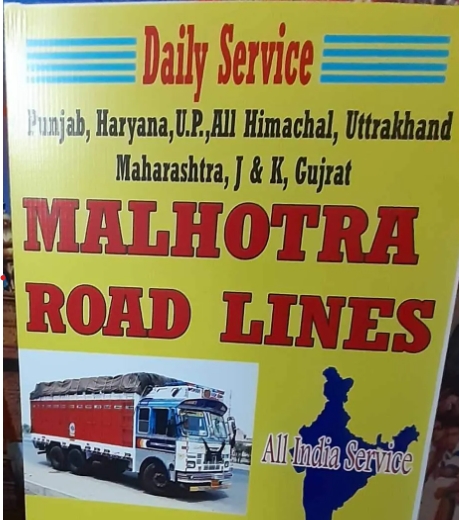 Daily Service
Punjab, Haryana,U.P.,All Himachal, Uttrakhand
Maharashtra, J & K, Gujrat
MALHOTRA
ROAD LINES
All India Service